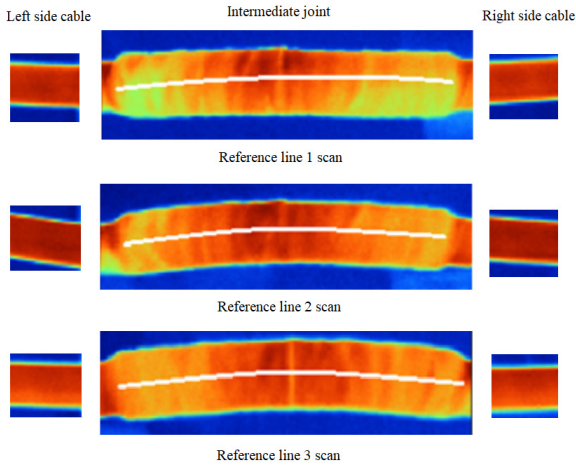 Left side cable
Intermediate joint
Right side cable
Reference line 1 scan
Reference line 2 scan
Reference line 3 scan